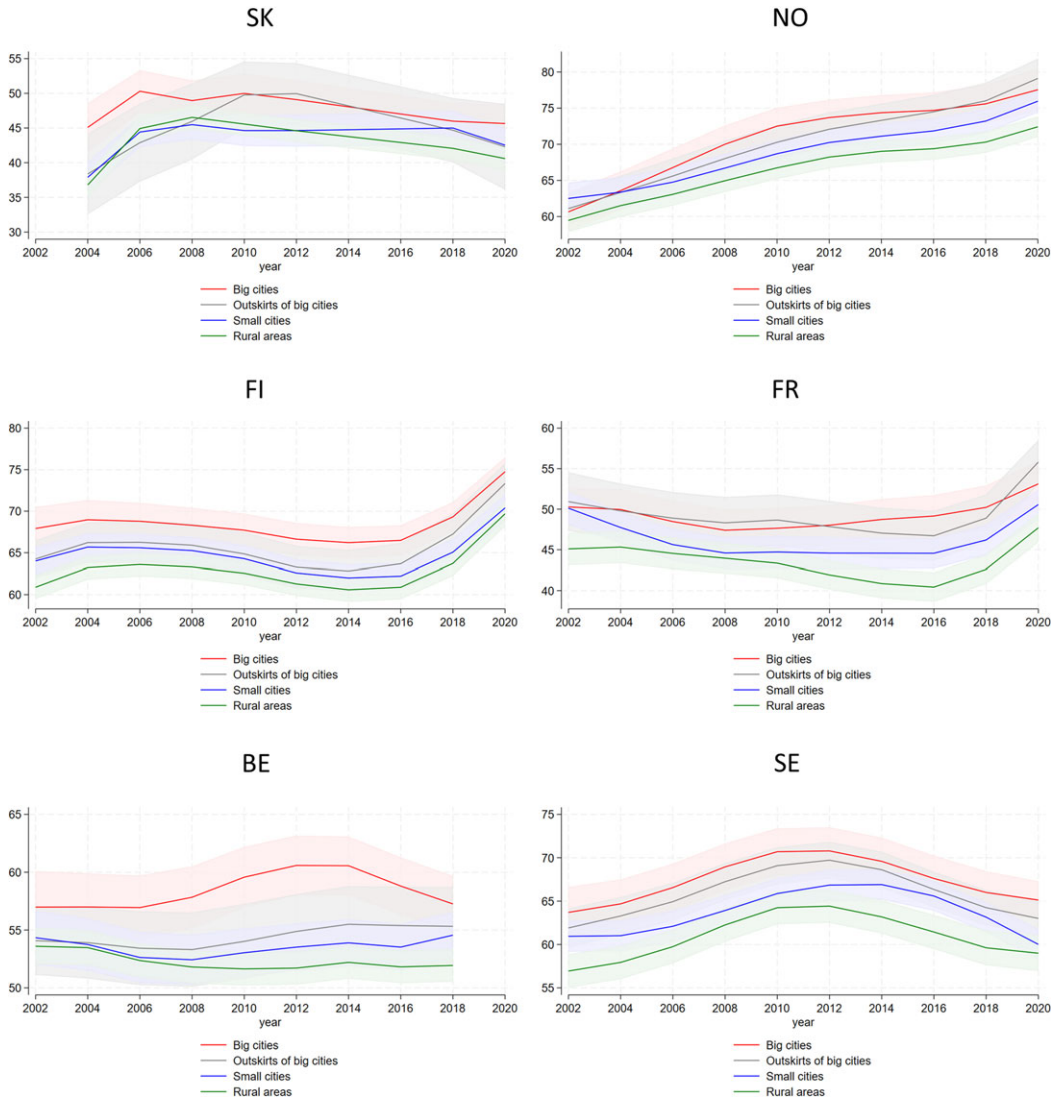 SK
55
50
45
40
35
30
2002 2004 2006 2008 2010 2012 2014 2016 2018 2020
year
Big cities
Outskirts of big cities
Small cities
Rural areas
NO
80
75
70
65
60
2002 2004 2006 2008 2010 2012 2014 2016 2018 2020
year
Big cities
Outskirts of big cities
Small cities
Rural areas
FI
80
75
70
65
60
2002 2004 2006 2008 2010 2012 2014 2016 2018 2020
year
Big cities
Outskirts of big cities
Small cities
Rural areas
FR
60
55
50
45
40
2002 2004 2006 2008 2010 2012 2014 2016 2018 2020
year
Big cities
Outskirts of big cities
Small cities
Rural areas
BE
65
60
55
50
2002 2004 2006 2008 2010 2012 2014 2016 2018 2020
year
Big cities
Outskirts of big cities
Small cities
Rural areas
SE
75
70
65
60
55
2002 2004 2006 2008 2010 2012 2014 2016 2018 2020
year
Big cities
Outskirts of big cities
Small cities
Rural areas